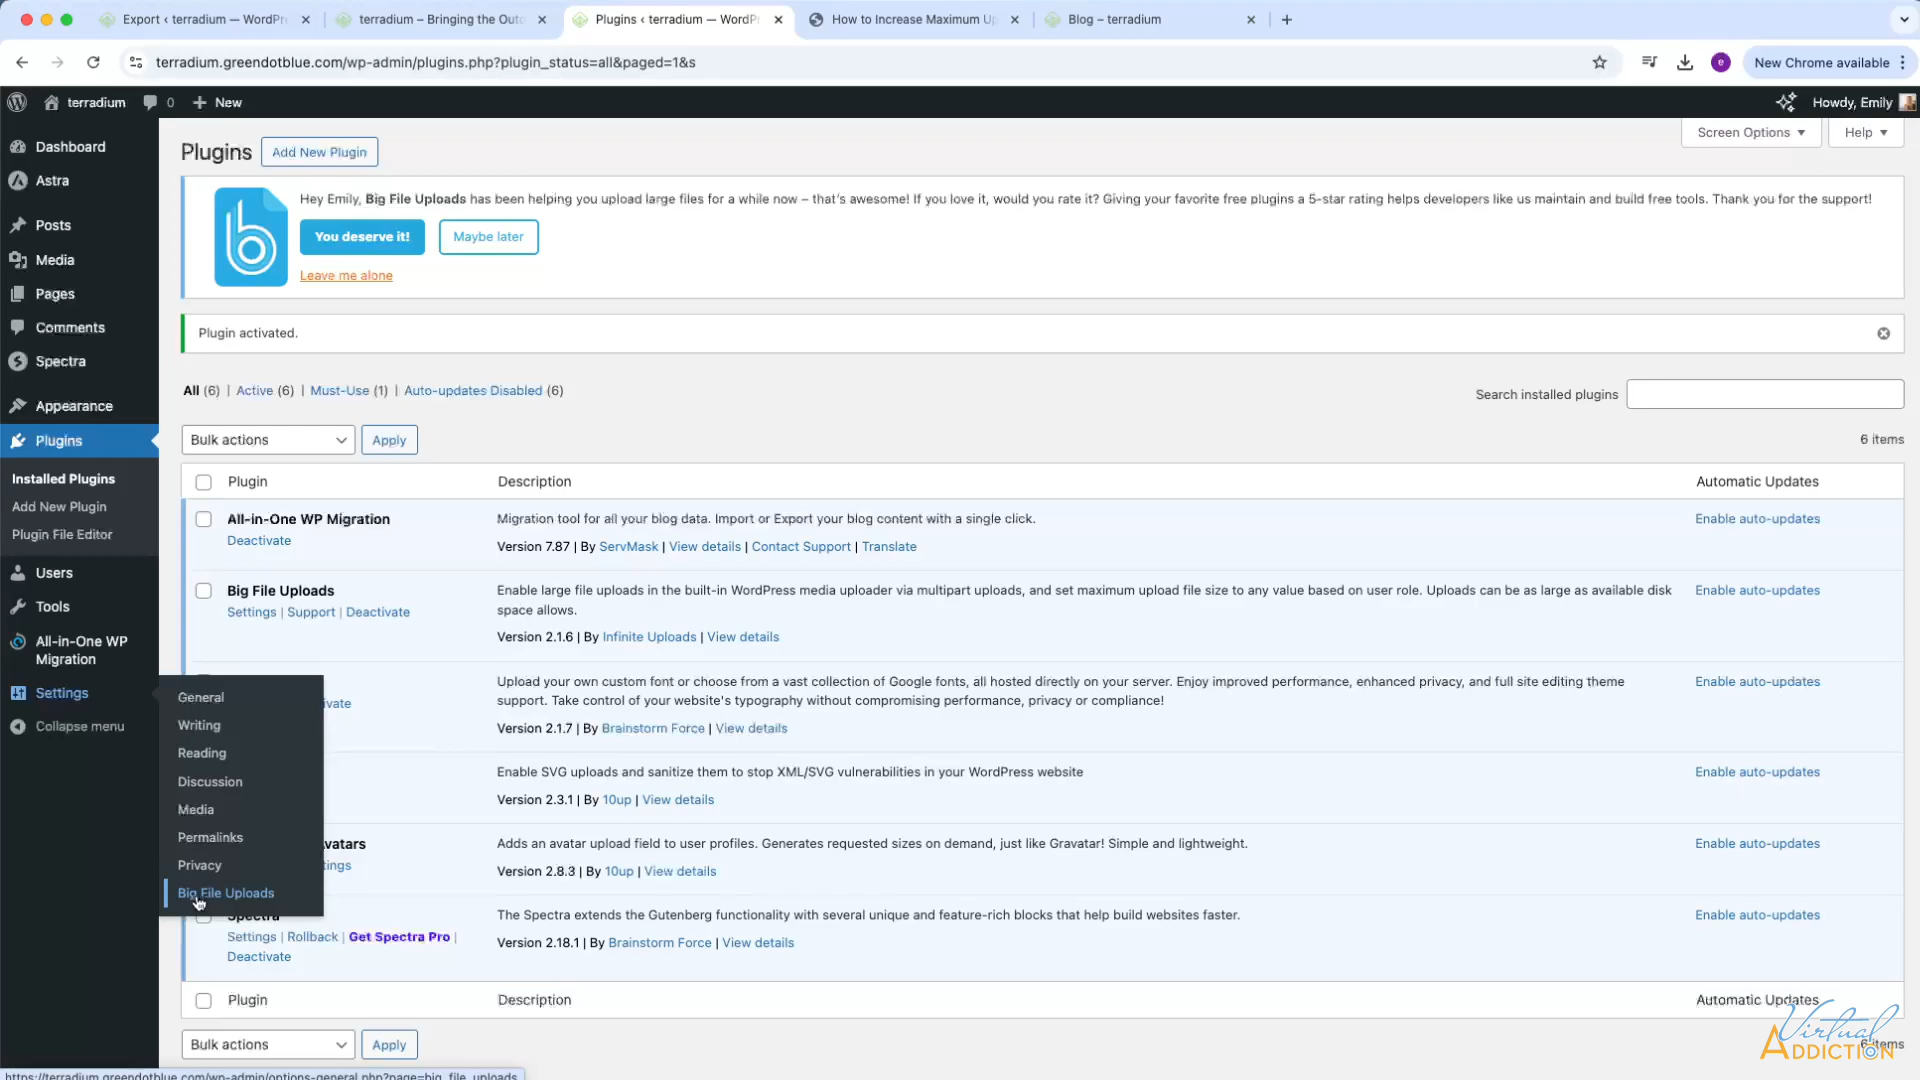 Export ‹ terradium — WordPr
terradium – Bringing the Outd
Plugins ‹ terradium — WordP
How to Increase Maximum Up
Blog – terradium
terradium.greendotblue.com/wp-admin/plugins.php?plugin_status=all&paged=1&s
e
New Chrome available
terradium
0
New
Howdy, Emily
Dashboard
Astra
Posts
Media
Pages
Comments
Spectra
Appearance
Plugins
Installed Plugins
Add New Plugin
Plugin File Editor
Users
Tools
All-in-One WP
Migration
Settings
Collapse menu
General
Writing
Reading
Discussion
Media
Permalinks
Privacy
Big File Uploads
Screen Options
Help
Plugins
Add New Plugin
Hey Emily, Big File Uploads has been helping you upload large files for a while now – that's awesome! If you love it, would you rate it? Giving your favorite free plugins a 5-star rating helps developers like us maintain and build free tools. Thank you for the support!
You deserve it!
Maybe later
Leave me alone
Plugin activated.
All (6) | Active (6) | Must-Use (1) | Auto-updates Disabled (6)
Search installed plugins
Bulk actions
Apply
6 items
Plugin
Description
Automatic Updates
All-in-One WP Migration
Deactivate
Migration tool for all your blog data. Import or Export your blog content with a single click.
Version 7.87 | By ServMask | View details | Contact Support | Translate
Enable auto-updates
Big File Uploads
Settings | Support | Deactivate
Enable large file uploads in the built-in WordPress media uploader via multipart uploads, and set maximum upload file size to any value based on user role. Uploads can be as large as available disk
space allows.
Version 2.1.6 | By Infinite Uploads | View details
Enable auto-updates
ivate
Upload your own custom font or choose from a vast collection of Google fonts, all hosted directly on your server. Enjoy improved performance, enhanced privacy, and full site editing theme
support. Take control of your website's typography without compromising performance, privacy or compliance!
Version 2.1.7 | By Brainstorm Force | View details
Enable auto-updates
Enable SVG uploads and sanitize them to stop XML/SVG vulnerabilities in your WordPress website
Version 2.3.1 | By 10up | View details
Enable auto-updates
vatars
tings
Adds an avatar upload field to user profiles. Generates requested sizes on demand, just like Gravatar! Simple and lightweight.
Version 2.8.3 | By 10up | View details
Enable auto-updates
Spectra
Settings | Rollback | Get Spectra Pro |
Deactivate
The Spectra extends the Gutenberg functionality with several unique and feature-rich blocks that help build websites faster.
Version 2.18.1 | By Brainstorm Force | View details
Enable auto-updates
Plugin
Description
Automatic Updates
Bulk actions
Apply
6 items
Virtual
ADDICTION
https://terradium.greendotblue.com/wp-admin/options-general.php?page=big_file_uploads